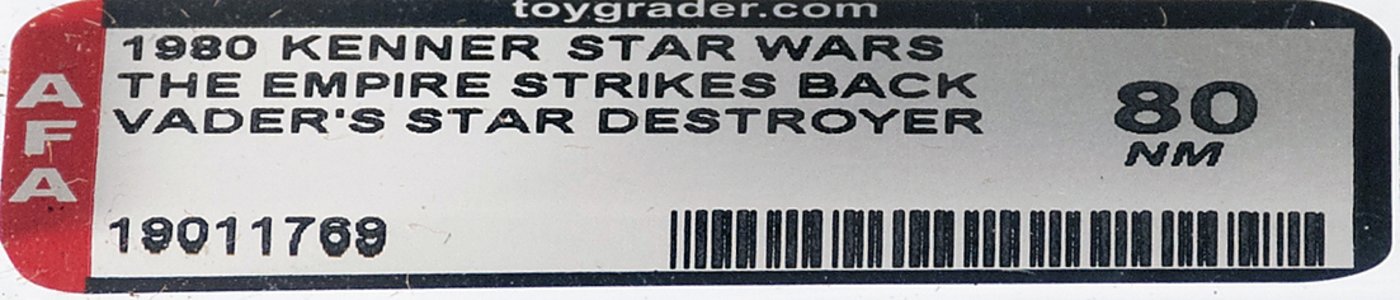 toygrader.com
AFA
1980 KENNER STAR WARS
THE EMPIRE STRIKES BACK
VADER'S STAR DESTROYER
80
NM
19011769